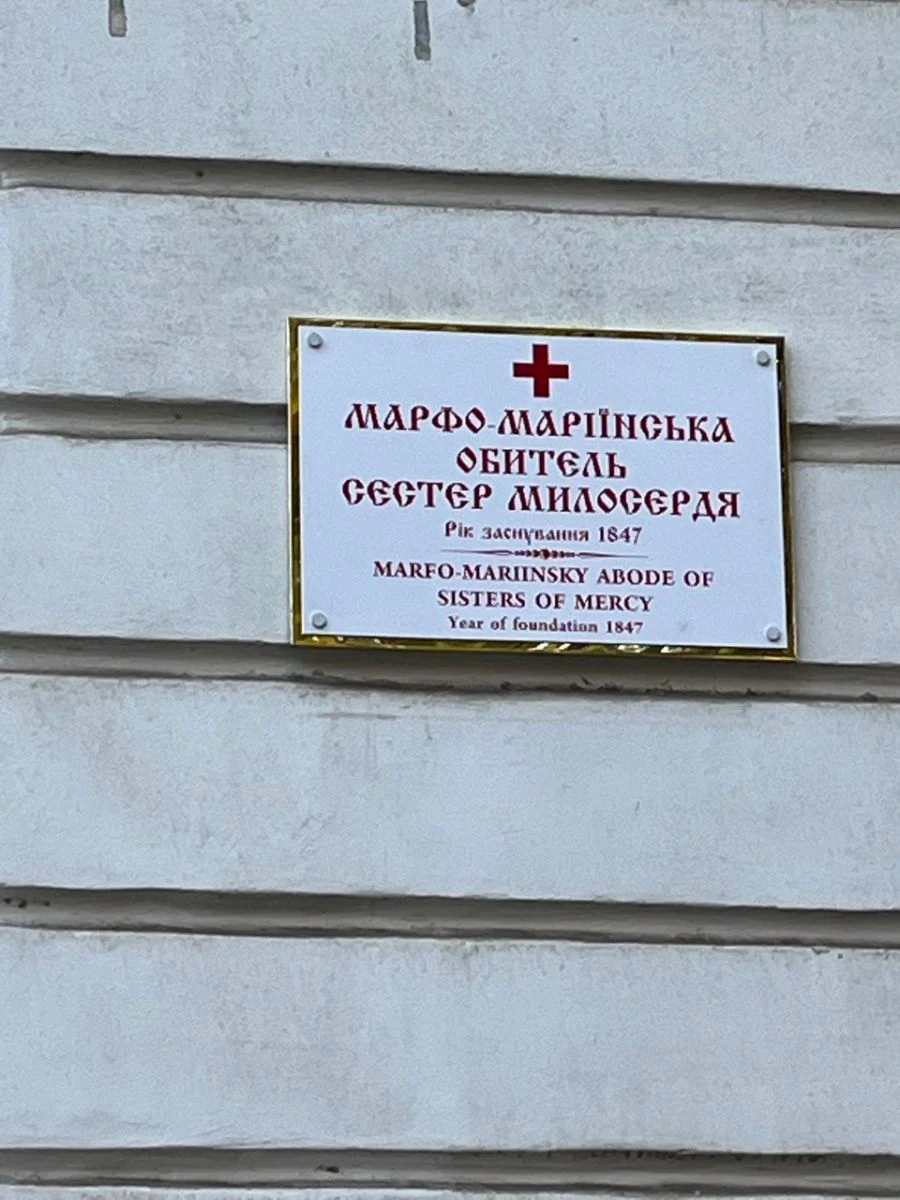 МАРФО-МАРІЇНСЬКА
ОБИТЕЛЬ
СЕСТЕР МИЛОСЕРДЯ
Рік заснування 1847
MARFO-MARIINSKY ABODE OF
SISTERS OF MERCY
Year of foundation 1847